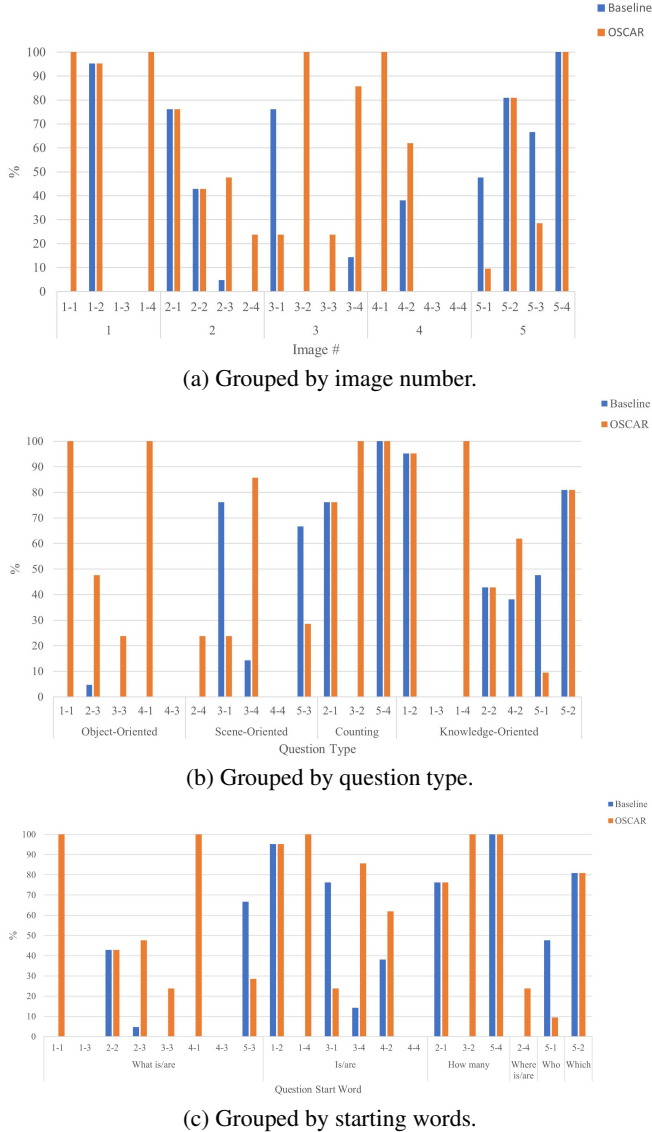 Baseline
OSCAR
100
90
80
70
60
50
40
30
20
10
0
%
1-1 1-2 1-3 1-4 2-1 2-2 2-3 2-4 3-1 3-2 3-3 3-4 4-1 4-2 4-3 4-4 5-1 5-2 5-3 5-4
1 2 3 4 5
Image #
(a) Grouped by image number.
Baseline
OSCAR
100
90
80
70
60
50
40
30
20
10
0
%
1-1 2-3 3-3 4-1 4-3 2-4 3-1 3-4 4-4 5-3 2-1 3-2 5-4 1-2 1-3 1-4 2-2 4-2 5-1 5-2
Object-Oriented Scene-Oriented Counting Knowledge-Oriented
Question Type
(b) Grouped by question type.
Baseline
OSCAR
100
90
80
70
60
50
40
30
20
10
0
%
1-1 1-3 2-2 2-3 3-3 4-1 4-3 5-3 1-2 1-4 3-1 3-4 4-2 4-4 2-1 3-2 5-4 2-4 5-1 5-2
What is/are Is/are How many Where is/are Who Which
Question Start Word
(c) Grouped by starting words.